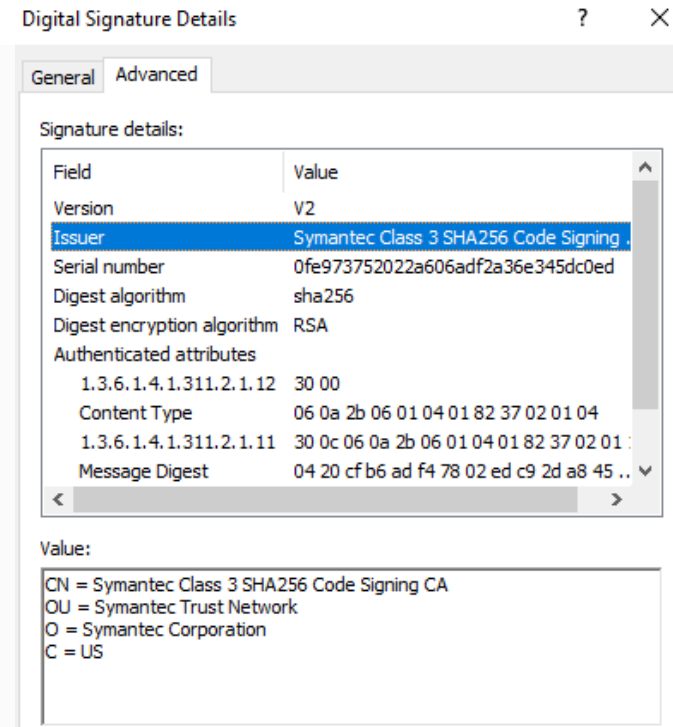 Digital Signature Details ?
General Advanced
Signature details:
Field Value
Version V2
Issuer Symantec Class 3 SHA256 Code Signing .
Serial number 0fe973752022a606adf2a36e345dc0ed
Digest algorithm sha256
Digest encryption algorithm RSA
Authenticated attributes
1.3.6.1.4.1.311.2.1.12 30 00
Content Type 06 0a 2b 06 01 04 01 82 37 02 01 04
1.3.6.1.4.1.311.2.1.11 30 0c 06 0a 2b 06 01 04 01 82 37 02 01
Message Digest 04 20 cf b6 ad f4 78 02 ed c9 2d a8 45 ..
Value:
CN = Symantec Class 3 SHA256 Code Signing CA
OU = Symantec Trust Network
O = Symantec Corporation
C = US